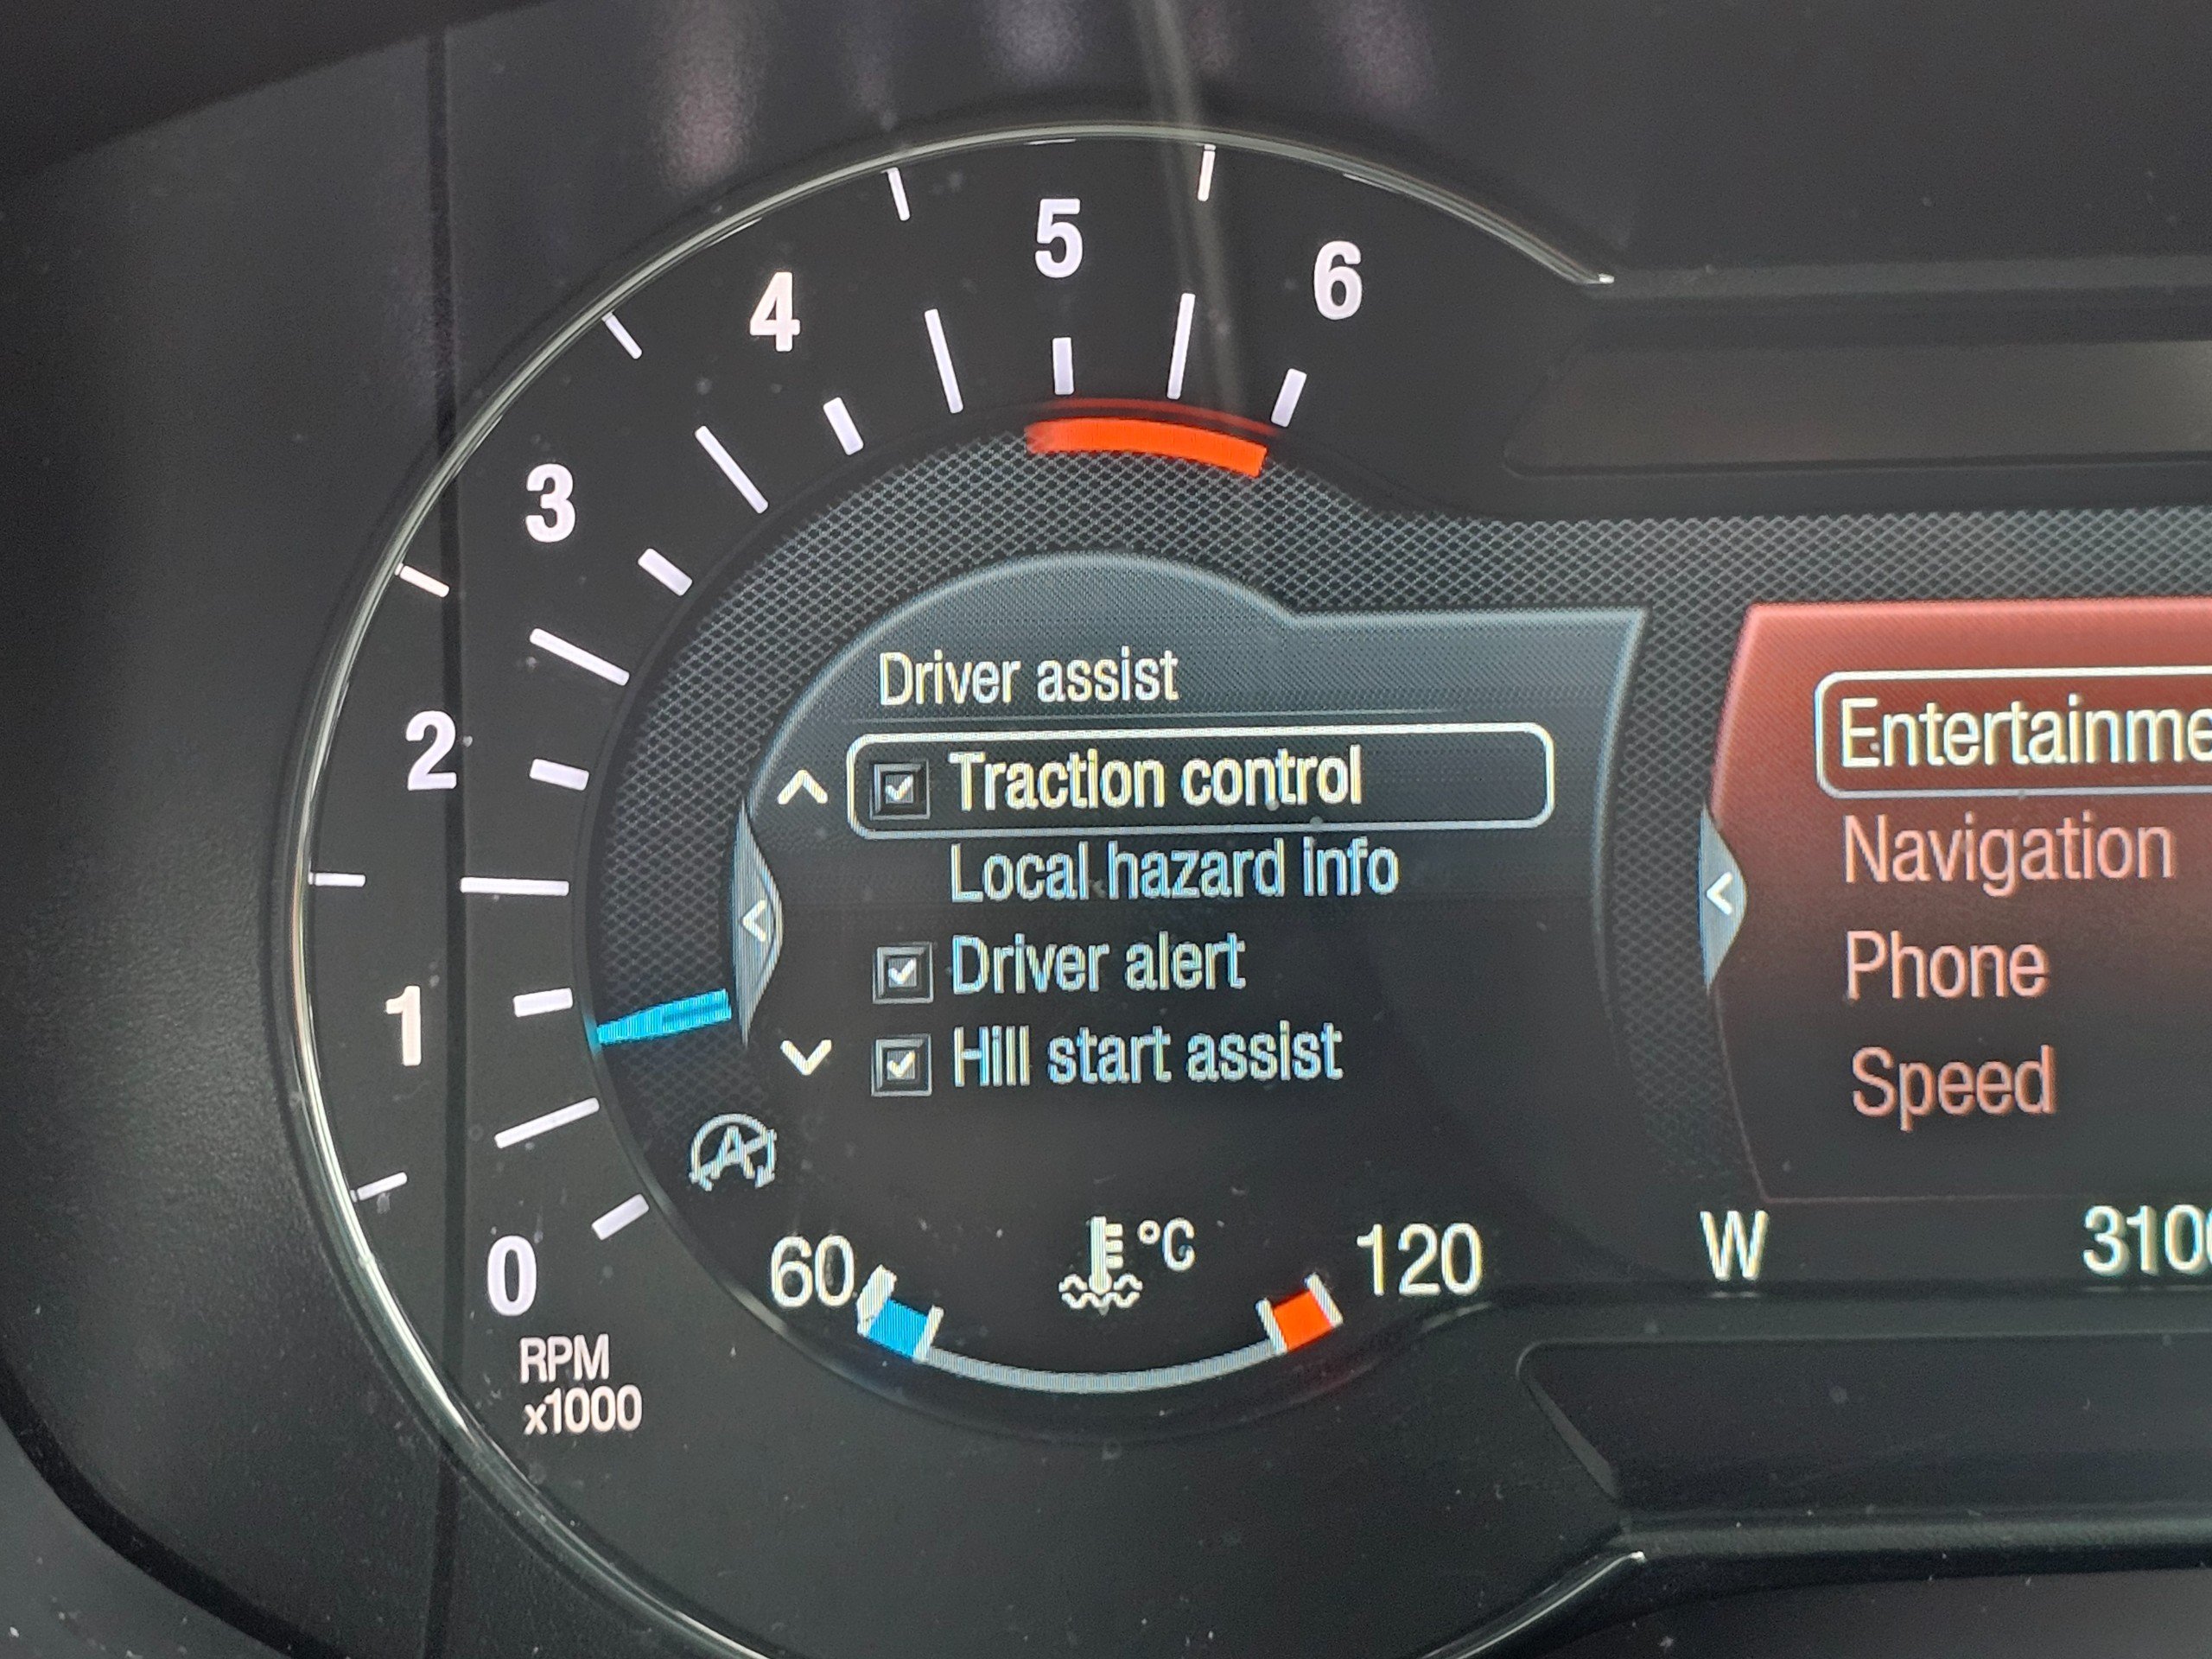 5
6
4
3
2
1
0
RPM
x1000
Driver assist
Traction control
Local hazard info
Driver alert
Hill start assist
A
60
°C
120
Navigation
Phone
Speed
W